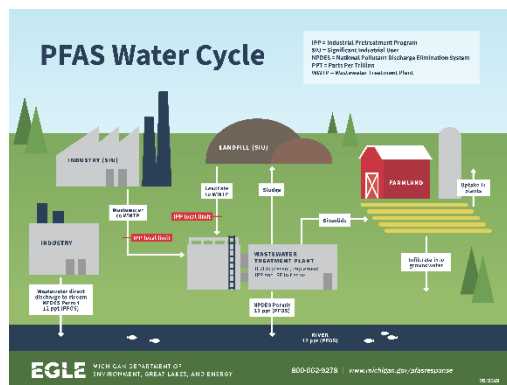 PFAS Water Cycle
IPP = Industrial Pretreatment Program
SIU = Significant Industrial User
NPDES = National Pollutant Discharge Elimination System
PPT = Parts Per Trillion
WWTP = Wastewater Treatment Plant
INDUSTRY (SIU)
LANDFILL (SIU)
FARMLAND
Leachate
to WWTP
Sludge
Uptake in
plants
Wastewater
to WWTP
IPP local limit
Biosolids
IPP local limit
INDUSTRY
WASTEWATER
TREATMENT PLANT
Infiltrate into
groundwater
Wastewater direct
discharge to stream
NPDES Permit
12 ppt (PFOS)
NPDES Permit
(PFOS)
RIVER
12 ppt (PFOS)
EGLE
MICHIGAN DEPARTMENT OF
ENVIRONMENT, GREAT LAKES, AND ENERGY
800-662-9278
www.michigan.gov/pfasresponse